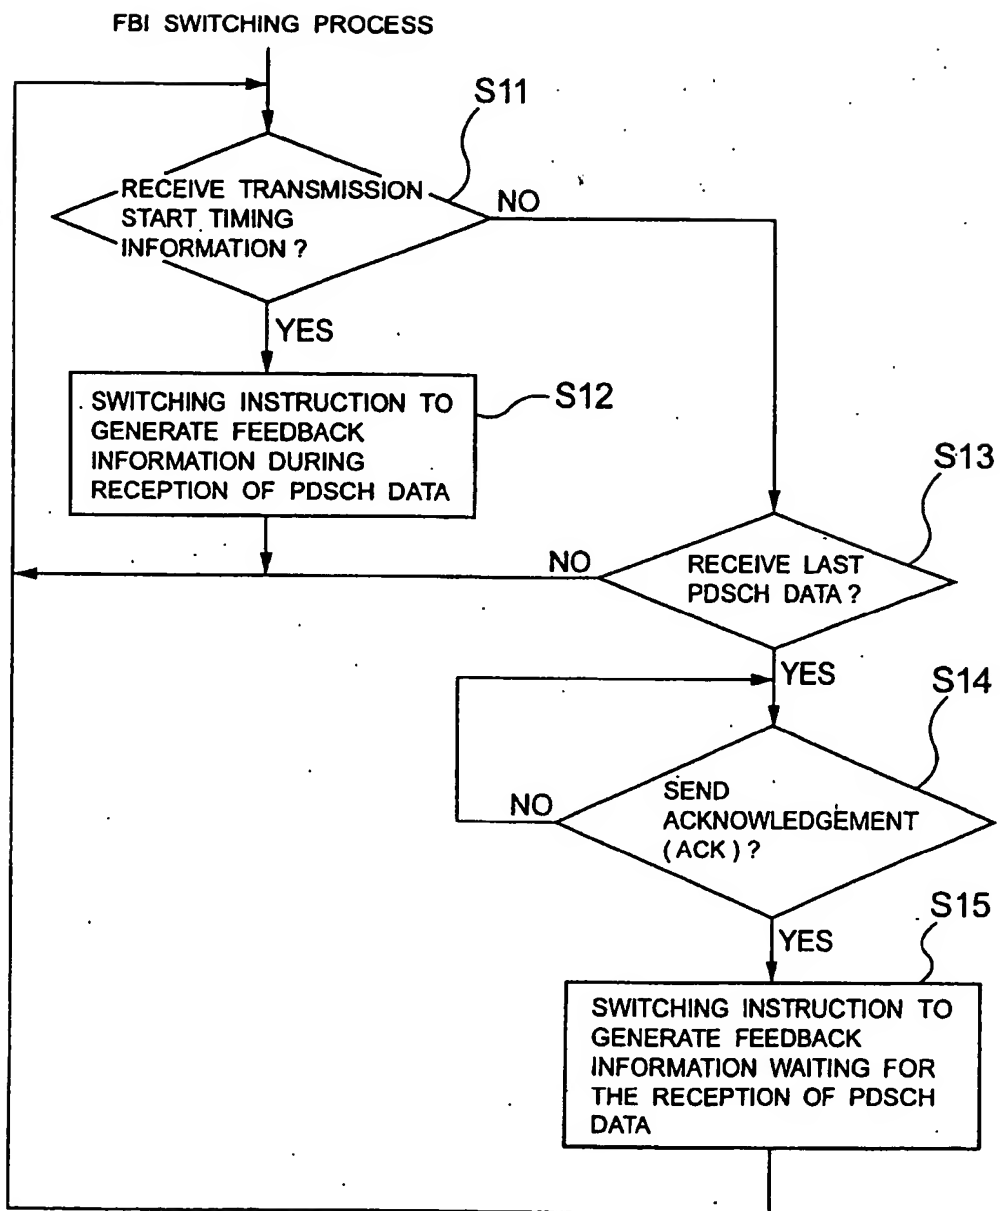 FBI SWITCHING PROCESS
S11
RECEIVE TRANSMISSION
START TIMING
INFORMATION ?
NO
YES
SWITCHING INSTRUCTION TO
GENERATE FEEDBACK
INFORMATION DURING
RECEPTION OF PDSCH DATA
S12
S13
NO
RECEIVE LAST
PDSCH DATA ?
YES
S14
NO
SEND
ACKNOWLEDGEMENT
(ACK) ?
YES
S15
SWITCHING INSTRUCTION TO
GENERATE FEEDBACK
INFORMATION WAITING FOR
THE RECEPTION OF PDSCH
DATA